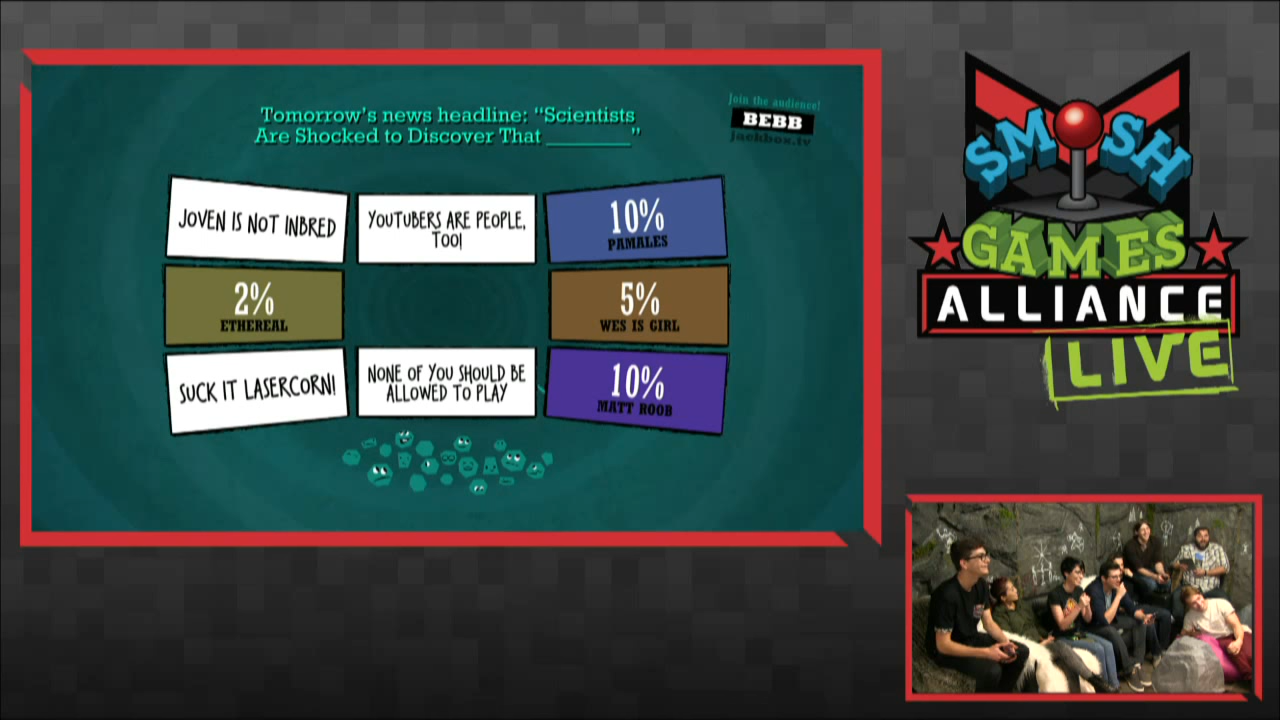 Tomorrow's news headline: "Scientists
Are Shocked to Discover That ________"
Join the audience!
BEBB
jackbox.tv
JOVEN IS NOT INBRED
YOUTUBERS ARE PEOPLE,
TOO!
10%
PAMALES
2%
ETHEREAL
5%
WES IS GIRL
SUCK IT LASERCORN!
NONE OF YOU SHOULD BE
ALLOWED TO PLAY
10%
MATT ROOB
SMOSH
GAMES
ALLIANCE
LIVE